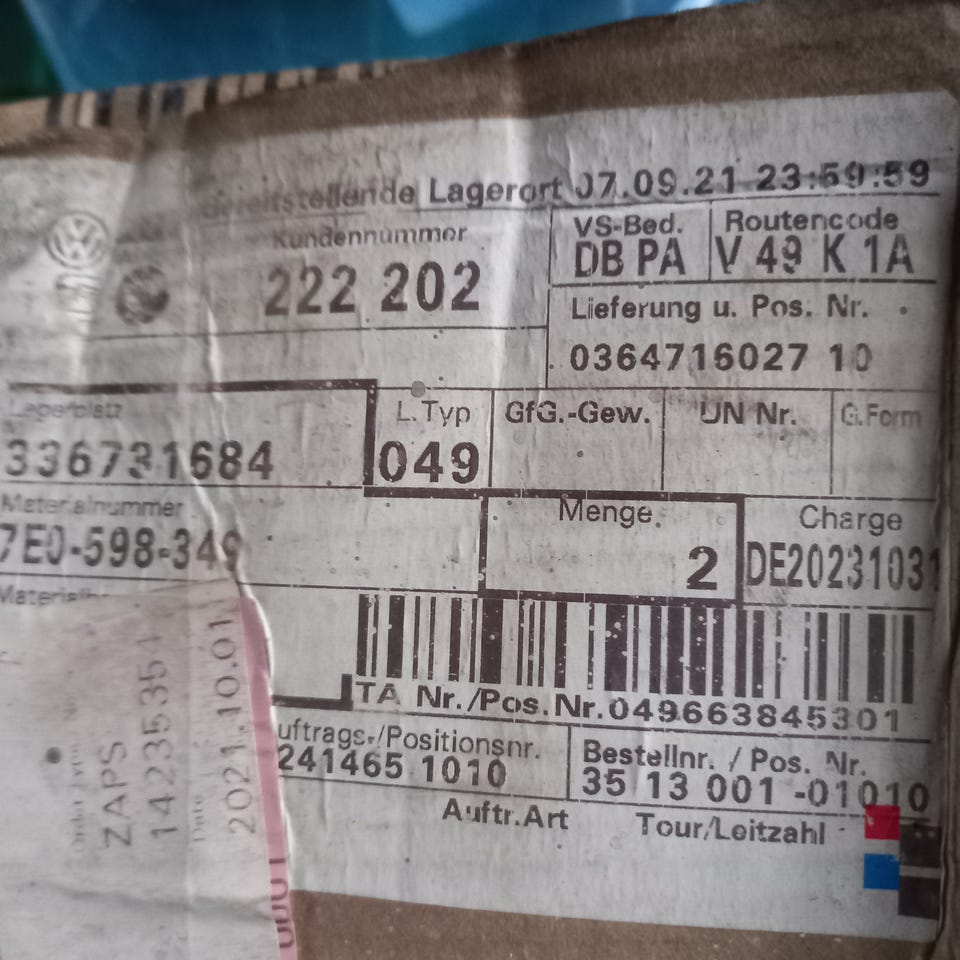 bereitstellende Lagerort 07.09.21 23:59:59
Kundennummer
222 202
VS-Bed.
DB PA
Routencode
V 49 K 1A
Lieferung u. Pos. Nr.
0364716027 10
Lagerplatz
336731684
L.Typ
049
GfG.-Gew.
UN Nr.
G.Form
Materialnummer
7E0-598-349
Menge
2
Charge
DE20231031
TA Nr./Pos.Nr.049663845301
uftrags-/Positionsnr.
241465 1010
Bestellnr. / Pos. Nr.
35 13 001 -01010
Auftr.Art
Tour/Leitzahl
ZAPS
14235351
Date
2021.10.01